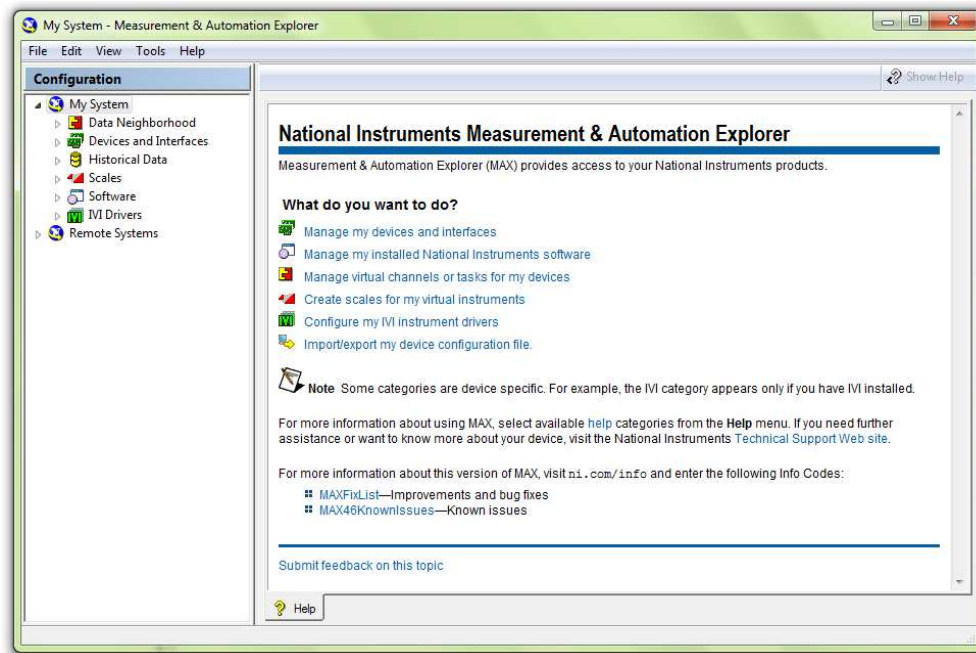 My System - Measurement & Automation Explorer
File Edit View Tools Help
Configuration
Show Help
My System
Data Neighborhood
Devices and Interfaces
Historical Data
Scales
Software
IVI Drivers
Remote Systems
National Instruments Measurement & Automation Explorer
Measurement & Automation Explorer (MAX) provides access to your National Instruments products.
What do you want to do?
Manage my devices and interfaces
Manage my installed National Instruments software
Manage virtual channels or tasks for my devices
Create scales for my virtual instruments
Configure my IVI instrument drivers
Import/export my device configuration file.
Note Some categories are device specific. For example, the IVI category appears only if you have IVI installed.
For more information about using MAX, select available help categories from the Help menu. If you need further
assistance or want to know more about your device, visit the National Instruments Technical Support Web site.
For more information about this version of MAX, visit ni.com/info and enter the following Info Codes:
MAXFixList—Improvements and bug fixes
MAX46KnownIssues—Known issues
Submit feedback on this topic
Help